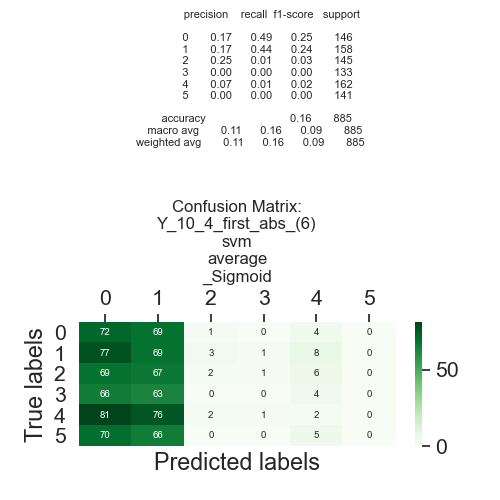 precision recall f1-score support
0 0.17 0.49 0.25 146
1 0.17 0.44 0.24 158
2 0.25 0.01 0.03 145
3 0.00 0.00 0.00 133
4 0.07 0.01 0.02 162
5 0.00 0.00 0.00 141
accuracy 0.16 885
macro avg 0.11 0.16 0.09 885
weighted avg 0.11 0.16 0.09 885
Confusion Matrix:
Y_10_4_first_abs_(6)
svm
average
_Sigmoid
0 1 2 3 4 5
True labels
0 72 69 1 0 4 0
1 77 69 3 1 8 0
2 69 67 2 1 6 0
3 66 63 0 0 4 0
4 81 76 2 1 2 0
5 70 66 0 0 5 0
Predicted labels
50
0